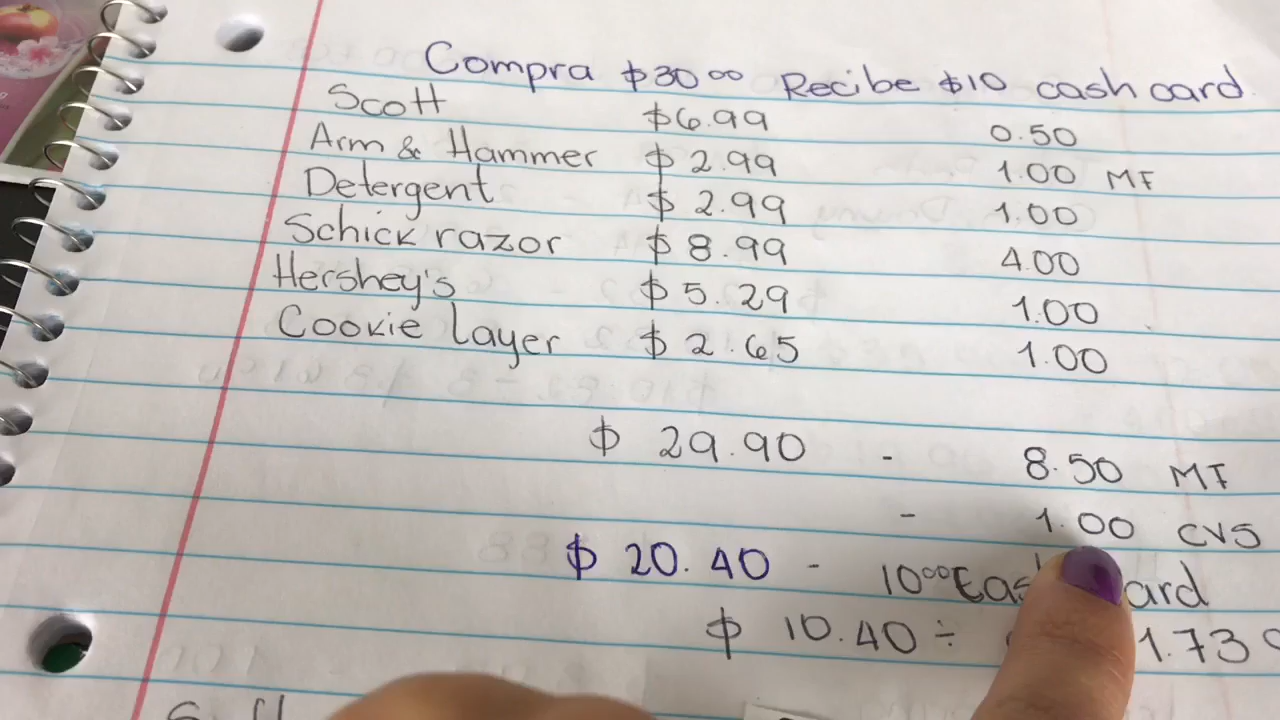 Compra $30.00 Recibe $10 cash card
Scott $6.99 0.50
Arm & Hammer $2.99 1.00 MF
Detergent $2.99 1.00
Schick razor $8.99 4.00
Hershey's $5.29 1.00
Cookie layer $2.65 1.00
$29.90 - 8.50 MF
- 1.00 CVS
$20.40 - 10.00
$10.40 ÷ 1.73